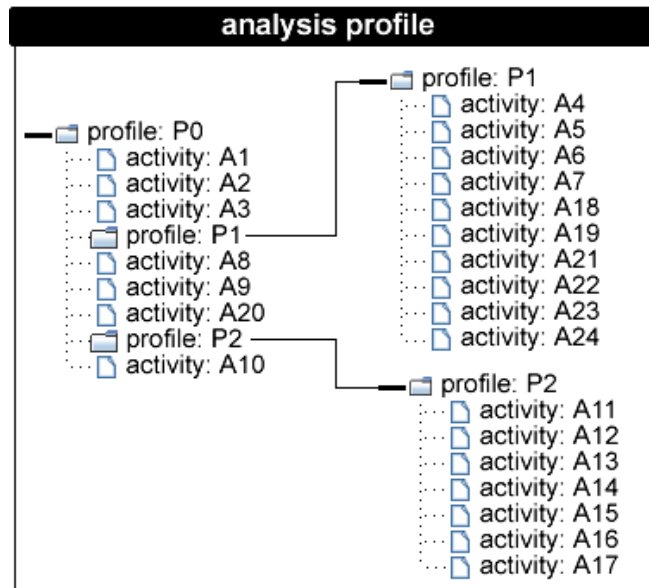 analysis profile
profile: P0
activity: A1
activity: A2
activity: A3
profile: P1
activity: A8
activity: A9
activity: A20
profile: P2
activity: A10
profile: P1
activity: A4
activity: A5
activity: A6
activity: A7
activity: A18
activity: A19
activity: A21
activity: A22
activity: A23
activity: A24
profile: P2
activity: A11
activity: A12
activity: A13
activity: A14
activity: A15
activity: A16
activity: A17